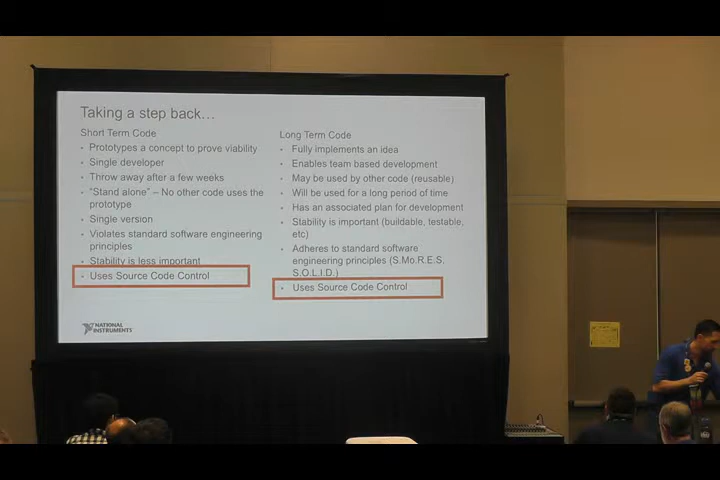 Taking a step back…
Short Term Code
Prototypes a concept to prove viability
Single developer
Throw away after a few weeks
"Stand alone" – No other code uses the
prototype
Single version
Violates standard software engineering
principles
Stability is less important
Uses Source Code Control
Long Term Code
Fully implements an idea
Enables team based development
May be used by other code (reusable)
Will be used for a long period of time
Has an associated plan for development
Stability is important (buildable, testable,
etc)
Adheres to standard software
engineering principles (S.Mo.R.E.S,
S.O.L.I.D.)
Uses Source Code Control
NATIONAL
INSTRUMENTS